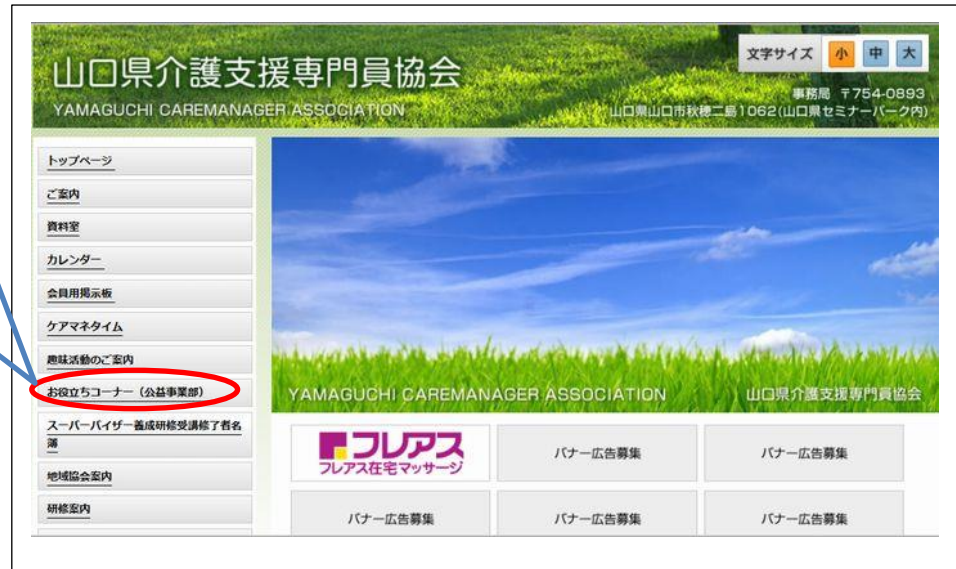 山口県介護支援専門員協会
YAMAGUCHI CAREMANAGER ASSOCIATION
文字サイズ 小 中 大
事務局 〒754-0893
山口県山口市秋穂二島1062(山口県セミナーパーク内)
トップページ
ご案内
資料室
カレンダー
会員用掲示板
ケアマネタイム
趣味活動のご案内
お役立ちコーナー（公益事業部）
スーパーバイザー養成研修受講修了者名
簿
地域協会案内
研修案内
YAMAGUCHI CAREMANAGER ASSOCIATION 山口県介護支援専門員協会
フレアス
フレアス在宅マッサージ
バナー広告募集
バナー広告募集
バナー広告募集
バナー広告募集
バナー広告募集